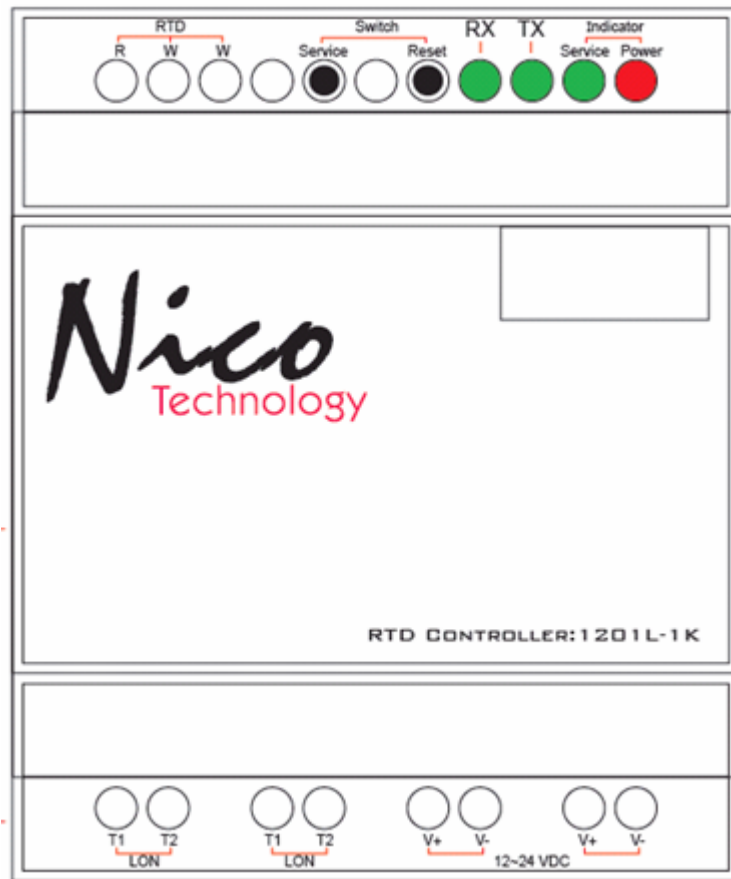 RTD Switch RX TX Indicator
R W W Service Reset Service Power
Nico
Technology
RTD CONTROLLER:1201L-1K
T1 T2 T1 T2 V+ V- V+ V-
LON LON 12~24 VDC